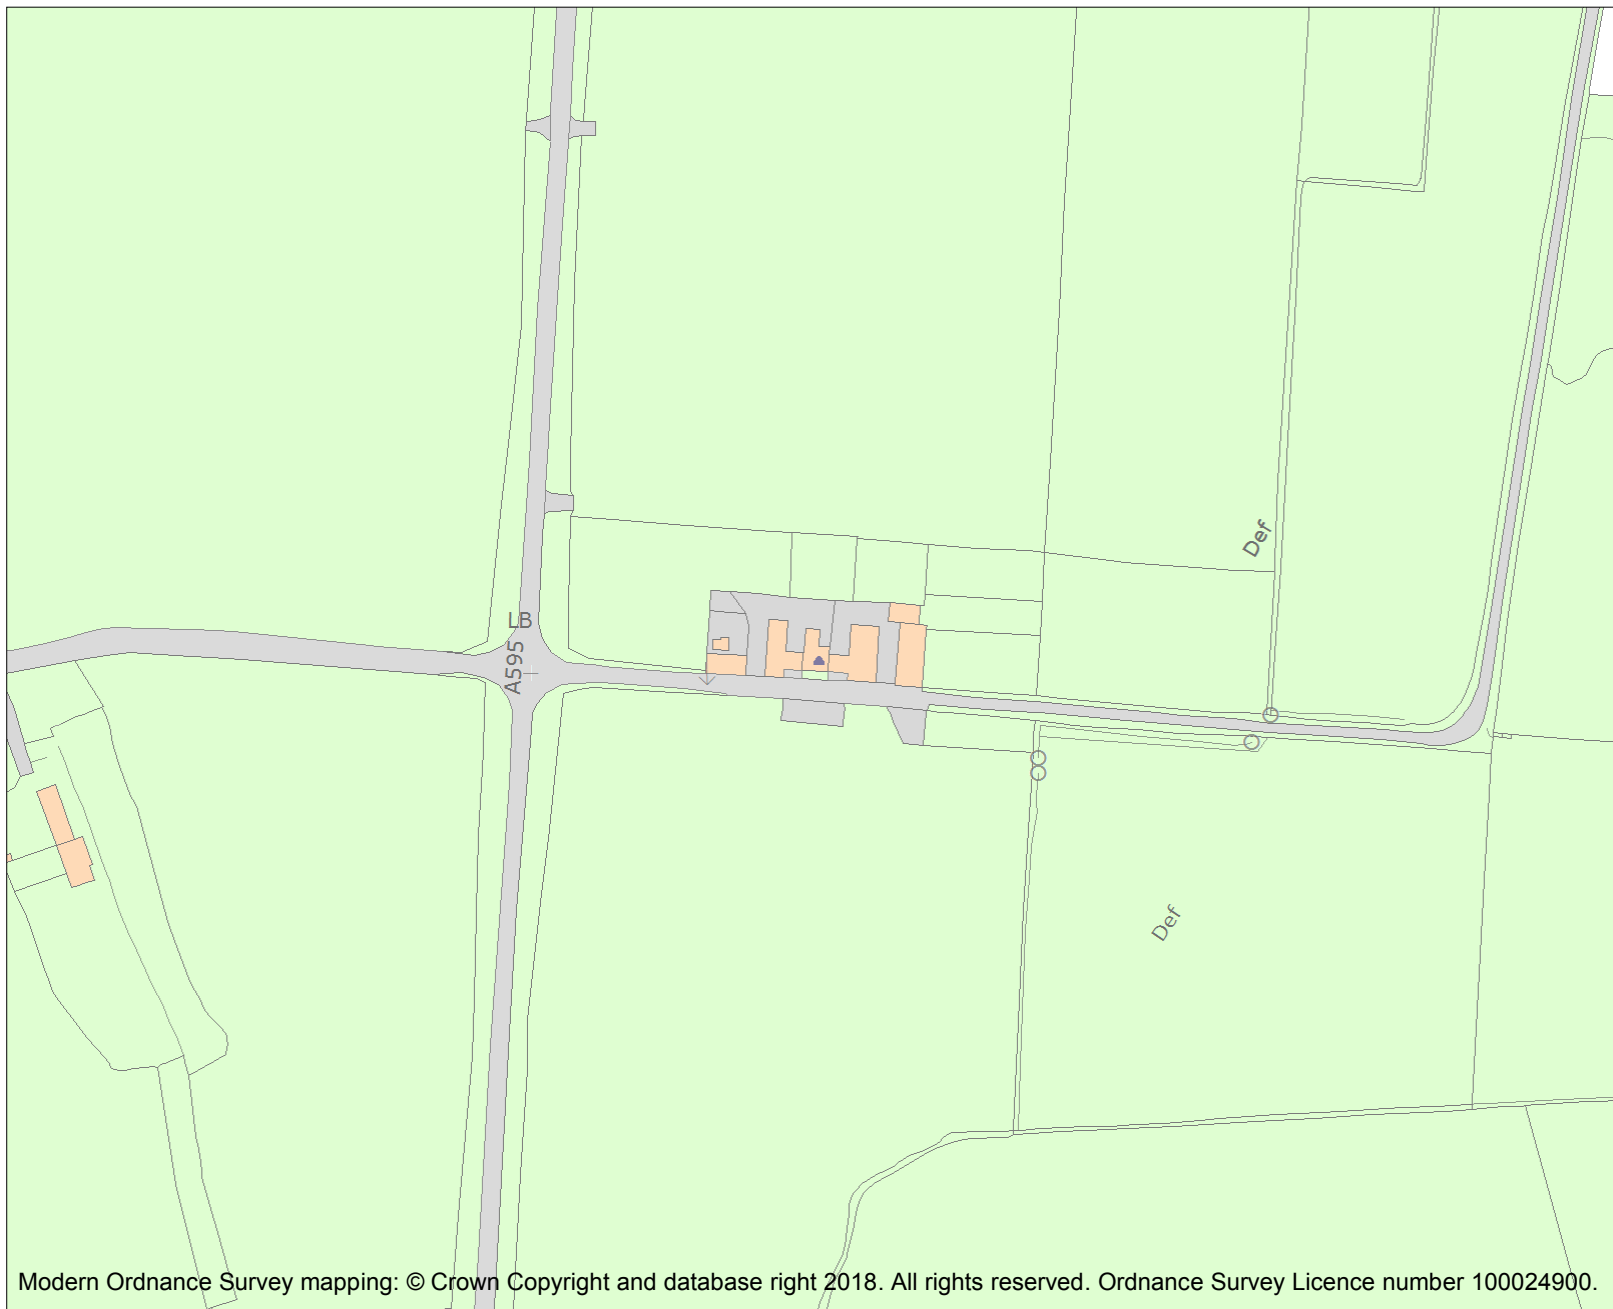 Def
LB
A595
Def
Modern Ordnance Survey mapping: © Crown Copyright and database right 2018. All rights reserved. Ordnance Survey Licence number 100024900.